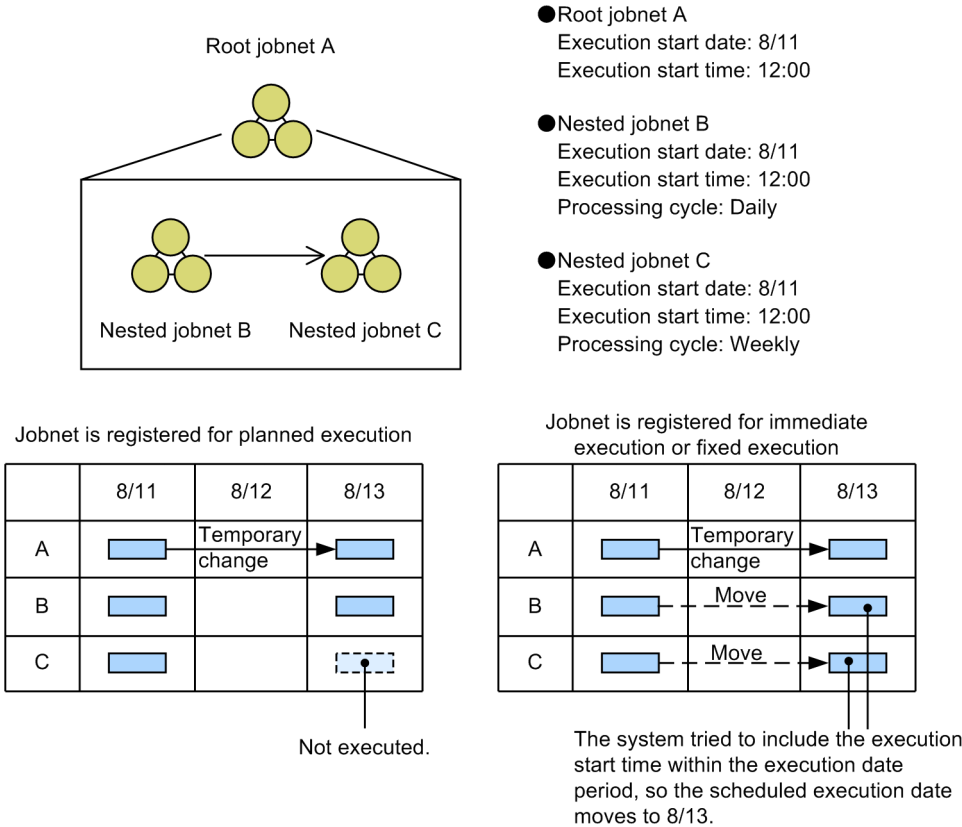 Root jobnet A
●Root jobnet A
Execution start date: 8/11
Execution start time: 12:00
●Nested jobnet B
Execution start date: 8/11
Execution start time: 12:00
Processing cycle: Daily
●Nested jobnet C
Execution start date: 8/11
Execution start time: 12:00
Processing cycle: Weekly
Nested jobnet B
Nested jobnet C
Jobnet is registered for planned execution
8/11 8/12 8/13
A Temporary
change
B
C
Not executed.
Jobnet is registered for immediate
execution or fixed execution
8/11 8/12 8/13
A Temporary
change
B Move
C Move
The system tried to include the execution
start time within the execution date
period, so the scheduled execution date
moves to 8/13.